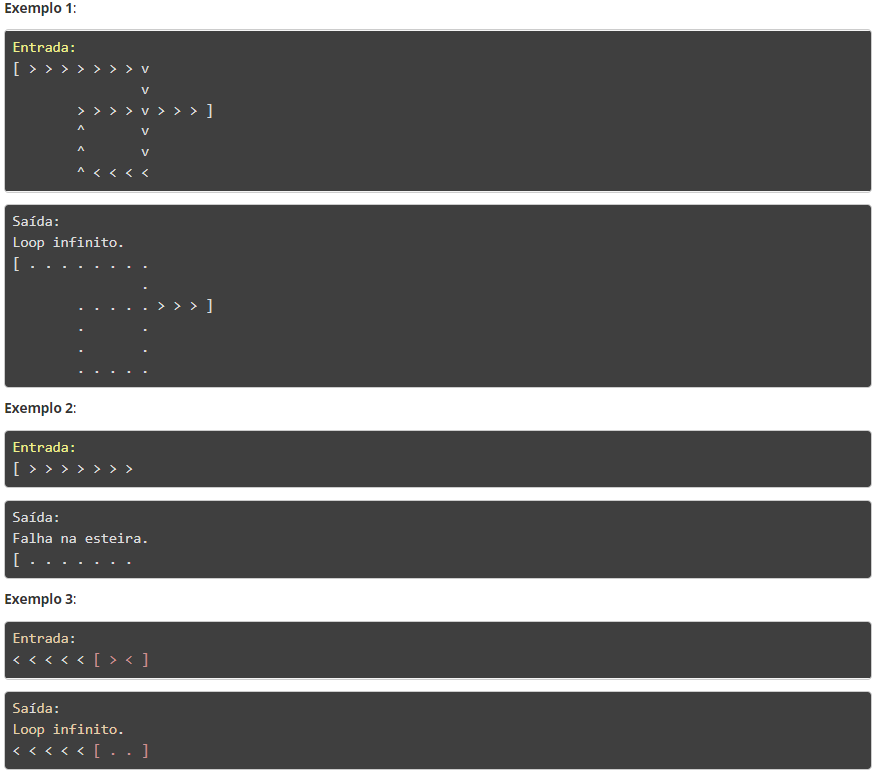 Exemplo 1:
Entrada:
[ > > > > > > > v
                v
        > > > > v > > > ]
        ^       v
        ^       v
        ^ < < < <
Saída:
Loop infinito.
[ . . . . . . . .
                .
        . . . . . > > > ]
        .       .
        .       .
        . . . . .
Exemplo 2:
Entrada:
[ > > > > > > >
Saída:
Falha na esteira.
[ . . . . . . .
Exemplo 3:
Entrada:
< < < < < [ > < ]
Saída:
Loop infinito.
< < < < < [ . . ]